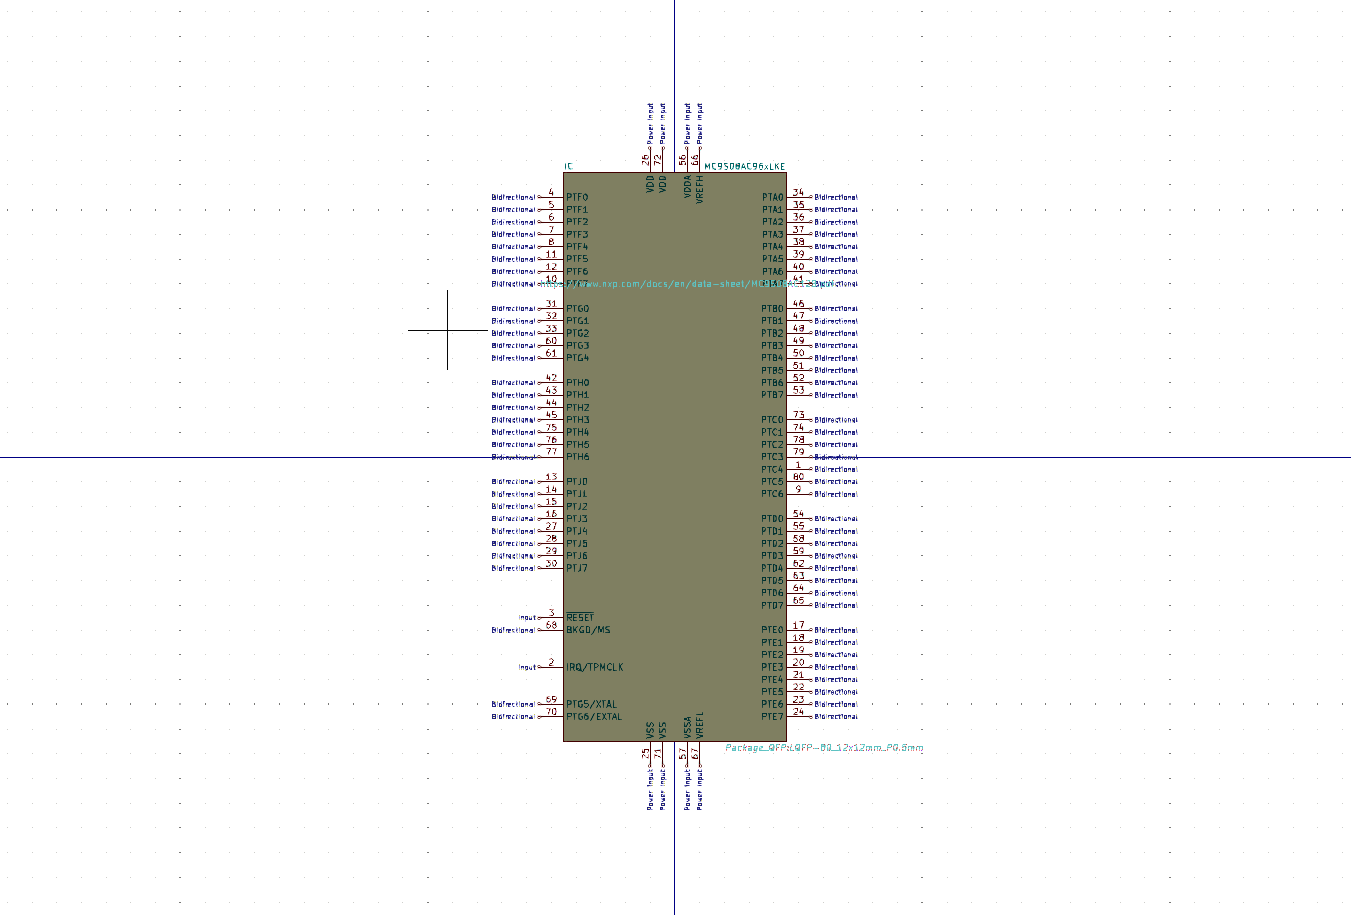 Power Input Power Input Power Input Power Input
26 72 56 66
IC MC9S08AC96xLKE
VDD VDD VDDA VREFH
Bidirectional 4 PTF0 PTA0 34 Bidirectional
Bidirectional 5 PTF1 PTA1 35 Bidirectional
Bidirectional 6 PTF2 PTA2 36 Bidirectional
Bidirectional 7 PTF3 PTA3 37 Bidirectional
Bidirectional 8 PTF4 PTA4 38 Bidirectional
Bidirectional 11 PTF5 PTA5 39 Bidirectional
Bidirectional 12 PTF6 PTA6 40 Bidirectional
Bidirectional 10 41 Bidirectional
Bidirectional 31 PTG0 PTB0 46 Bidirectional
Bidirectional 32 PTG1 PTB1 47 Bidirectional
Bidirectional 33 PTG2 PTB2 48 Bidirectional
Bidirectional 60 PTG3 PTB3 49 Bidirectional
Bidirectional 61 PTG4 PTB4 50 Bidirectional
PTB5 51 Bidirectional
Bidirectional 42 PTH0 PTB6 52 Bidirectional
Bidirectional 43 PTH1 PTB7 53 Bidirectional
Bidirectional 44 PTH2
Bidirectional 45 PTH3 PTC0 73 Bidirectional
Bidirectional 75 PTH4 PTC1 74 Bidirectional
Bidirectional 76 PTH5 PTC2 78 Bidirectional
Bidirectional 77 PTH6 PTC3 79 Bidirectional
PTC4 1 Bidirectional
Bidirectional 13 PTJ0 PTC5 80 Bidirectional
Bidirectional 14 PTJ1 PTC6 9 Bidirectional
Bidirectional 15 PTJ2
Bidirectional 16 PTJ3 PTD0 54 Bidirectional
Bidirectional 27 PTJ4 PTD1 55 Bidirectional
Bidirectional 28 PTJ5 PTD2 58 Bidirectional
Bidirectional 29 PTJ6 PTD3 59 Bidirectional
Bidirectional 30 PTJ7 PTD4 62 Bidirectional
PTD5 63 Bidirectional
PTD6 64 Bidirectional
PTD7 65 Bidirectional
Input 3 RESET
Bidirectional 68 BKGD/MS PTE0 17 Bidirectional
PTE1 18 Bidirectional
PTE2 19 Bidirectional
Input 2 IRQ/TPMCLK PTE3 20 Bidirectional
PTE4 21 Bidirectional
PTE5 22 Bidirectional
Bidirectional 69 PTG5/XTAL PTE6 23 Bidirectional
Bidirectional 70 PTG6/EXTAL PTE7 24 Bidirectional
VSS VSS VSSA VREFL
Package_QFP:LQFP-80_12x12mm_P0.5mm
25 71 57 67
Power Input Power Input Power Input Power Input